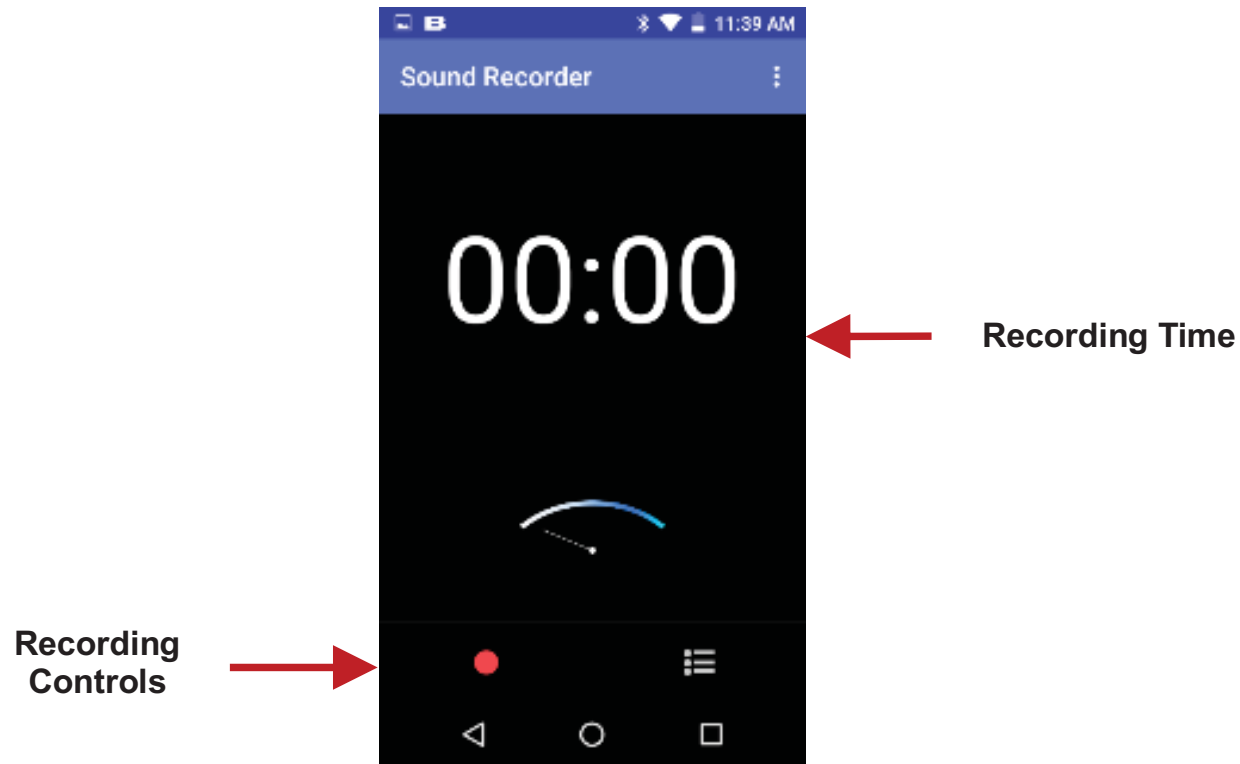 B 11:39 AM
Sound Recorder
00:00
Recording Time
Recording
Controls